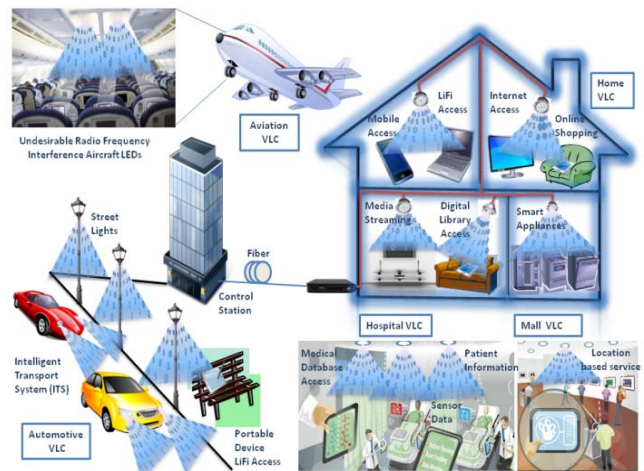 Undesirable Radio Frequency
Interference Aircraft LEDs
Aviation
VLC
Home
VLC
LiFi
Access
Internet
Access
Mobile
Access
Online
Shopping
Media
Streaming
Digital
Library
Access
Smart
Appliances
Street
Lights
Fiber
Control
Station
Intelligent
Transport
System (ITS)
Automotive
VLC
Portable
Device
LiFi Access
Hospital VLC
Mall VLC
Medical
Database
Access
Patient
Information
Sensor
Data
Location
based service